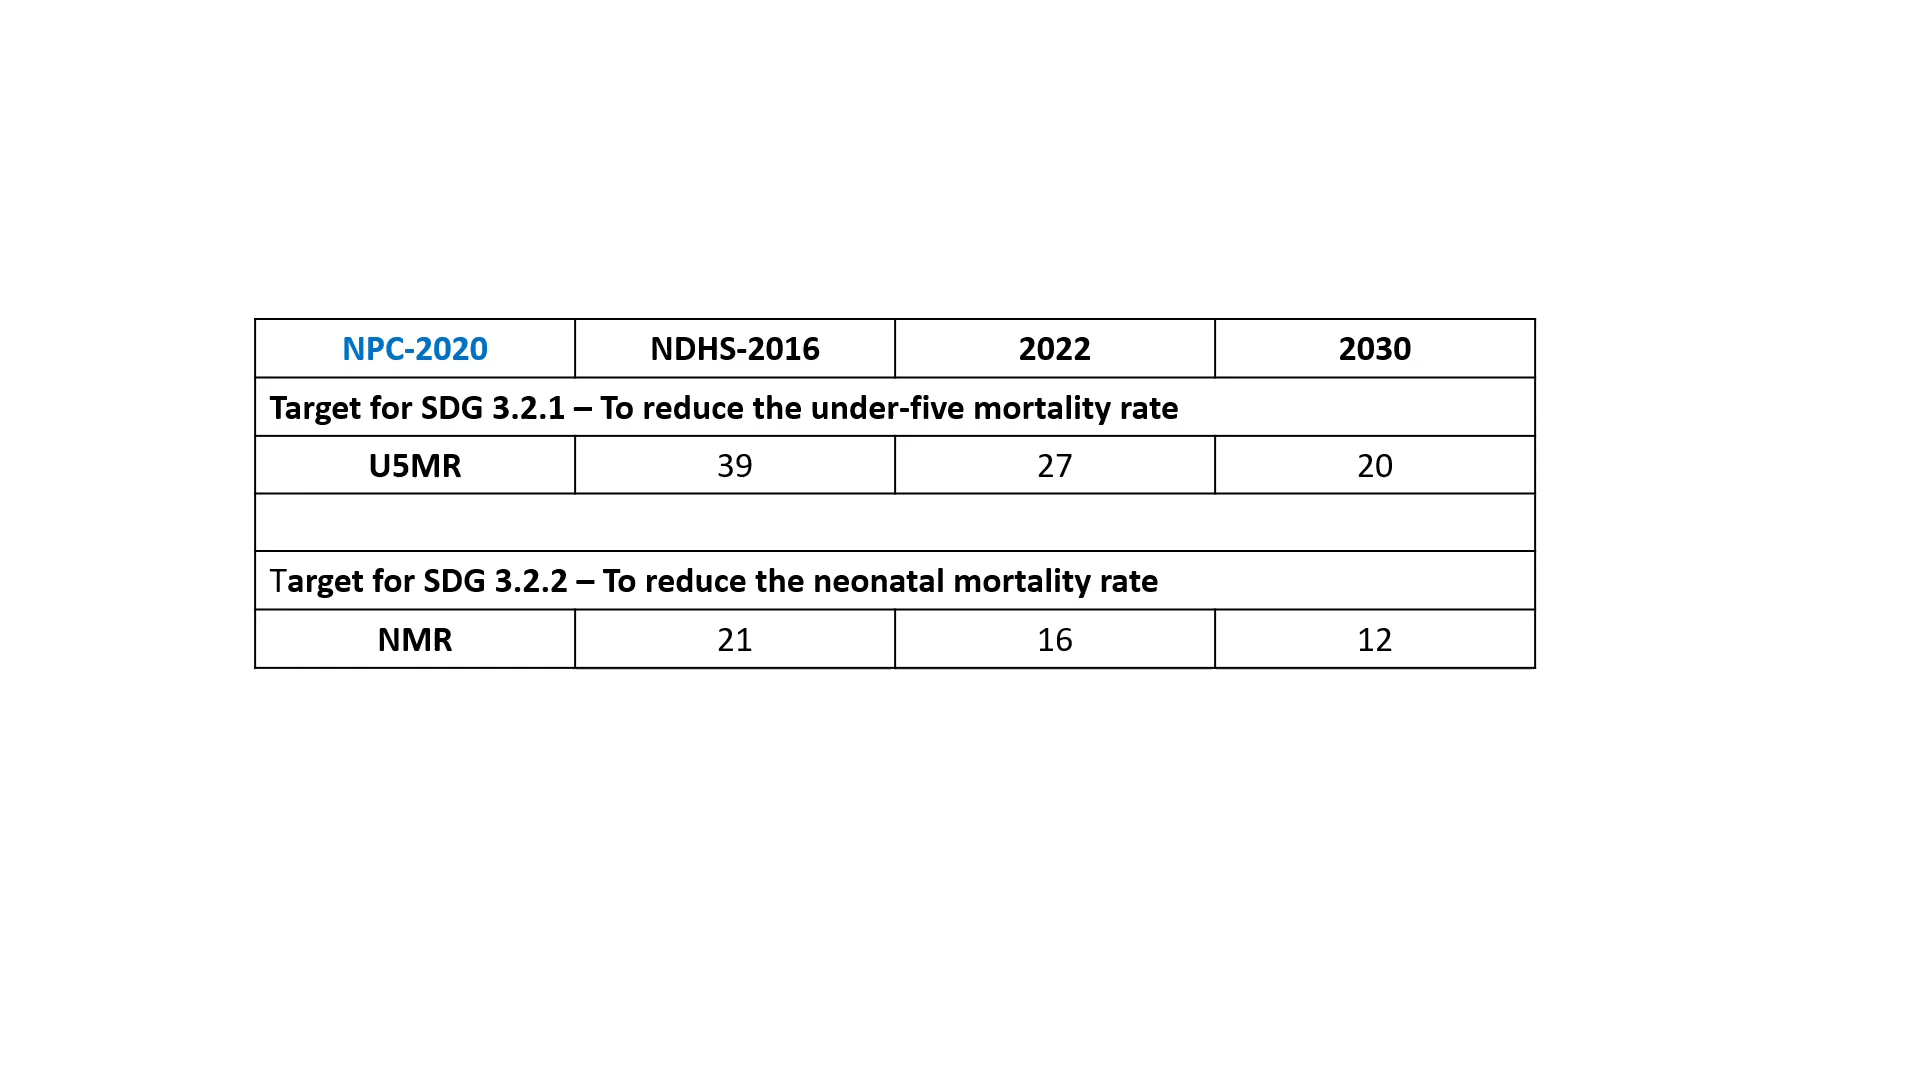 NPC-2020 NDHS-2016 2022 2030
Target for SDG 3.2.1 – To reduce the under-five mortality rate
U5MR 39 27 20
Target for SDG 3.2.2 – To reduce the neonatal mortality rate
NMR 21 16 12